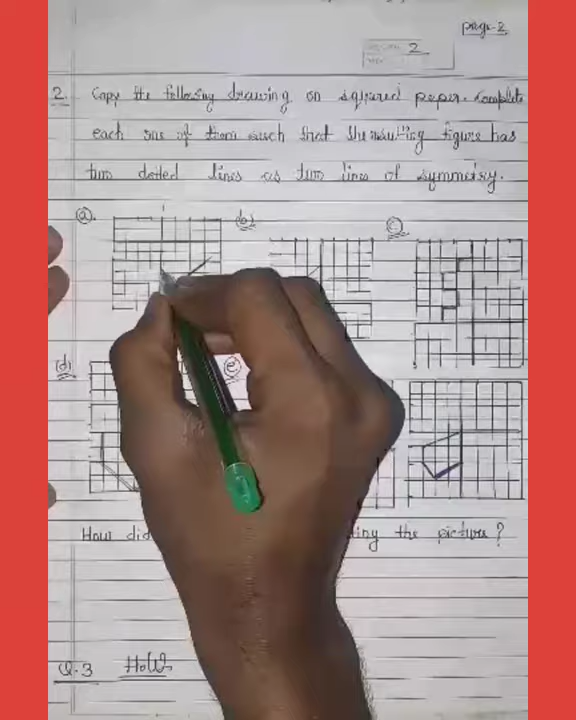 page-2
2
2. Copy the following drawing on squared paper. Complete
each one of them such that the resulting figure has
two dotted lines as two lines of symmetry.
(a) (b) (c)
(d) (e)
How did ing the picture?
Q.3 How